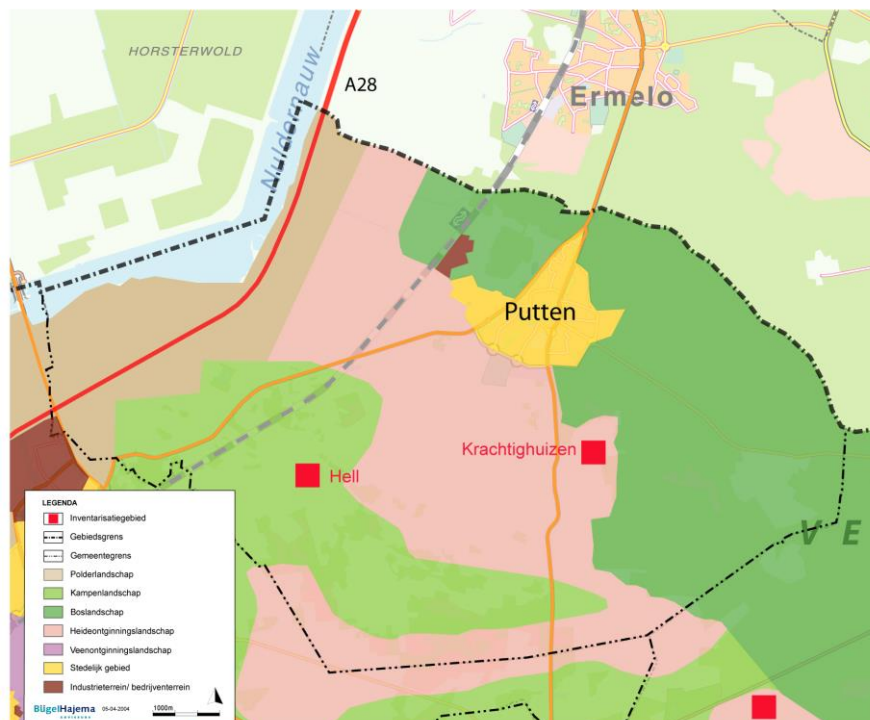 HORSTERWOLD
Nuldernauw
A28
Ermelo
Putten
Krachtighuizen
Hell
V E
LEGENDA
Inventarisatiegebied
Gebiedsgrens
Gemeentegrens
Polderlandschap
Kampenlandschap
Boslandschap
Heideontginningslandschap
Veenontginningslandschap
Stedelijk gebied
Industrieterrein/ bedrijventerrein
BügelHajema
ADVISEURS
05-04-2004
1000m